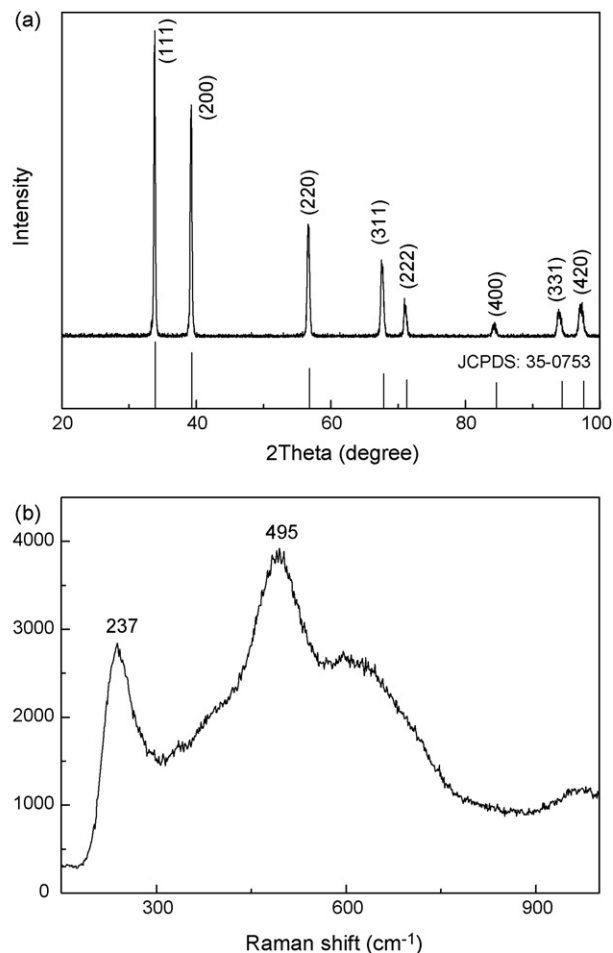 (a)
Intensity
(111)
(200)
(220)
(311)
(222)
(400)
(331)
(420)
JCPDS: 35-0753
20 40 60 80 100
2Theta (degree)
(b)
4000
3000
2000
1000
0
237
495
300 600 900
Raman shift (cm⁻¹)